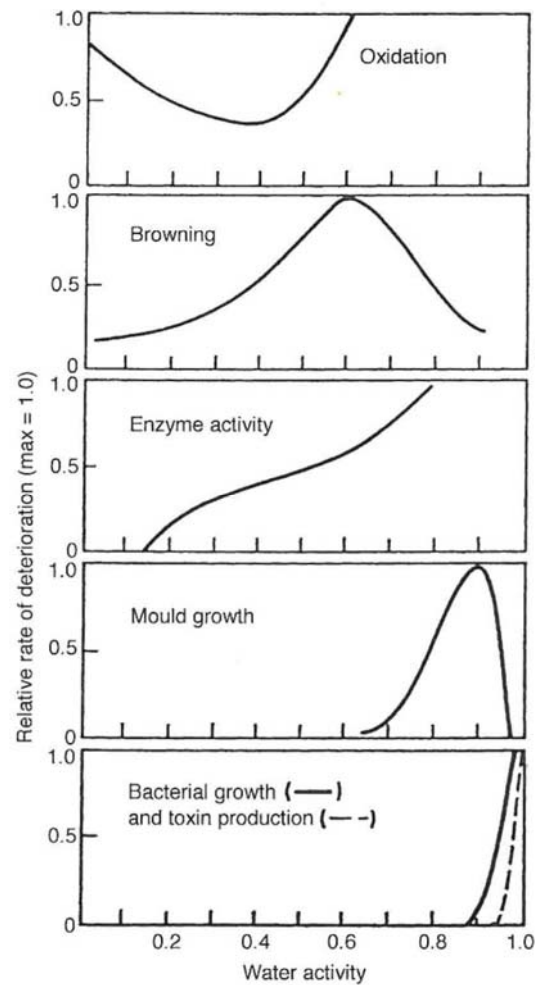 1.0
Oxidation
0.5
0
1.0
Browning
0.5
0
1.0
Enzyme activity
0.5
0
1.0
Mould growth
0.5
0
1.0
Bacterial growth (——)
and toxin production (— –)
0.5
0
0.2 0.4 0.6 0.8 1.0
Water activity
Relative rate of deterioration (max = 1.0)